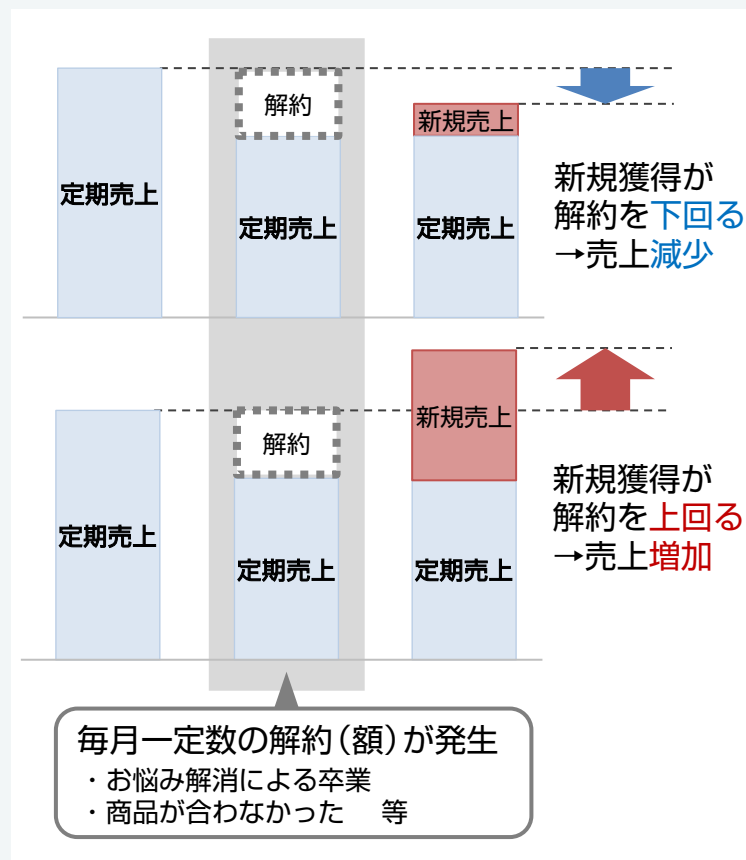 定期売上
解約
定期売上
新規売上
定期売上
新規獲得が
解約を下回る
→売上減少
定期売上
解約
定期売上
新規売上
定期売上
新規獲得が
解約を上回る
→売上増加
毎月一定数の解約（額）が発生
・お悩み解消による卒業
・商品が合わなかった　等